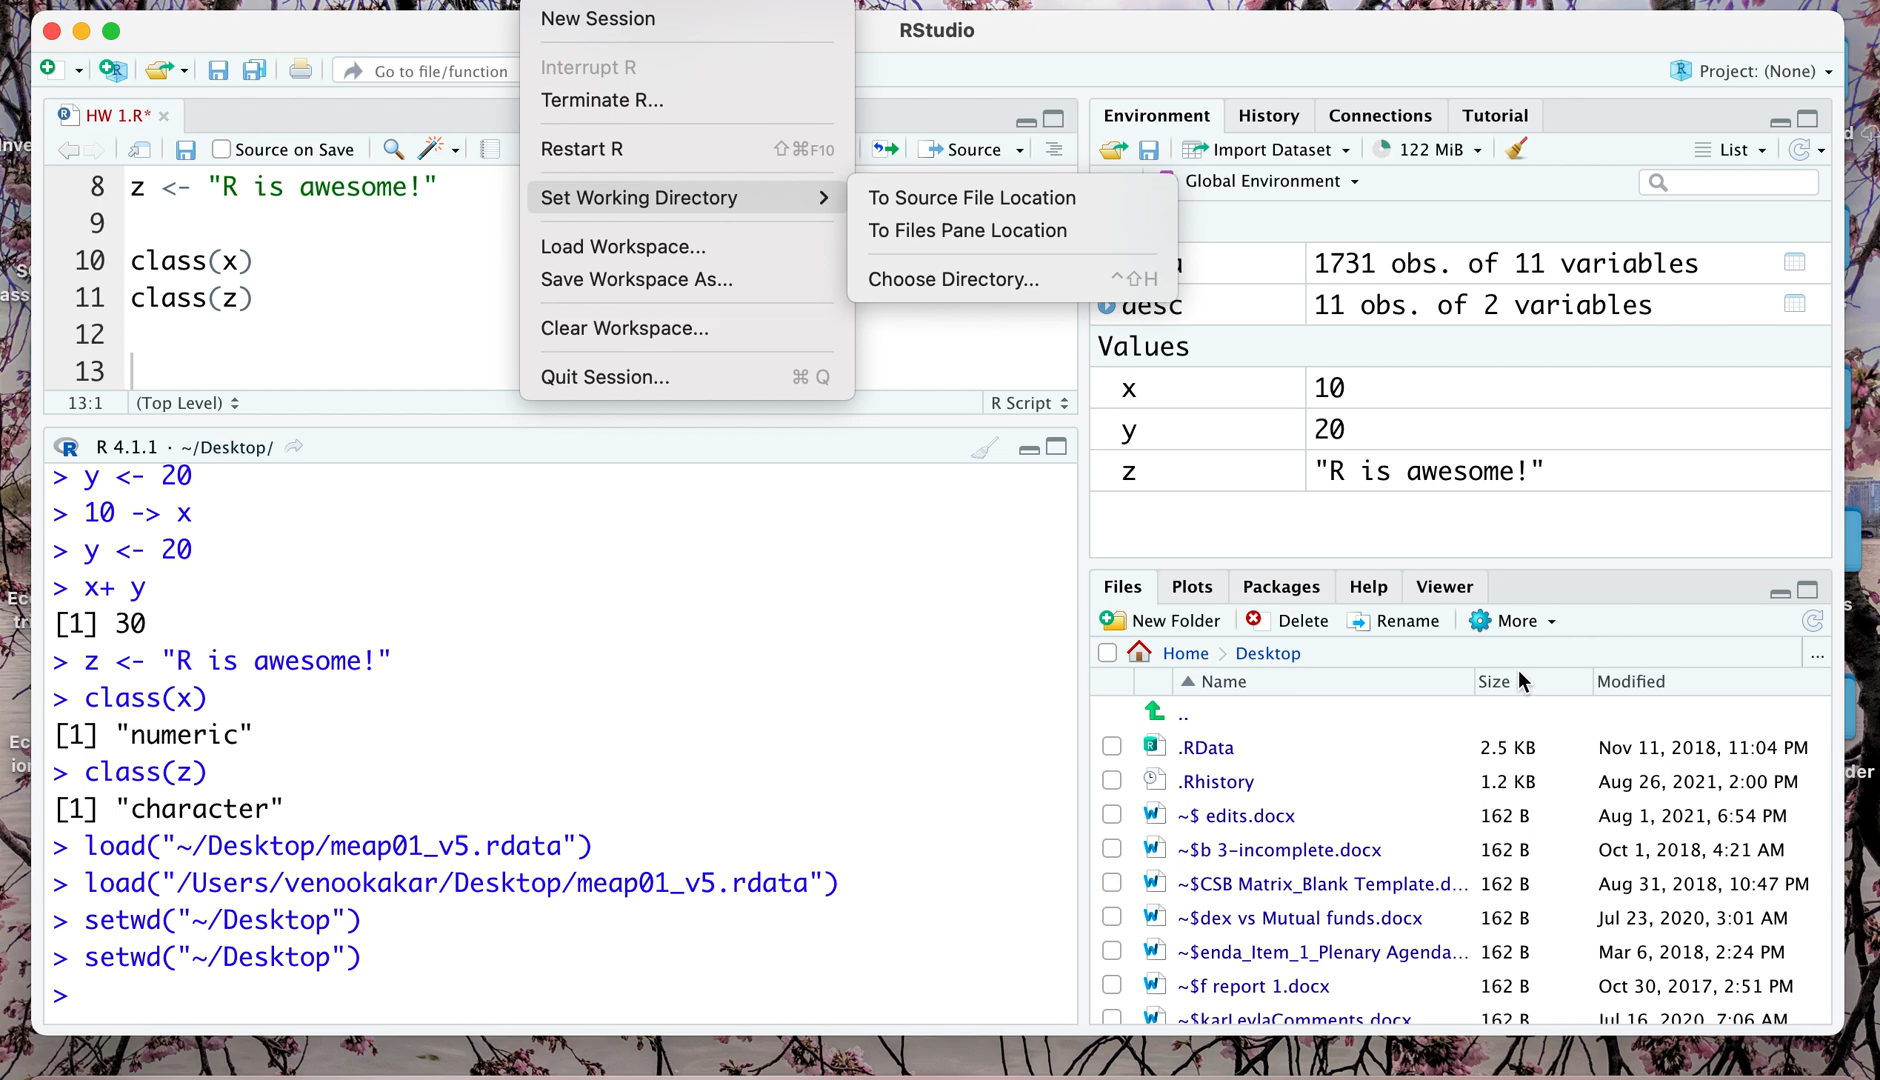 New Session
RStudio
Interrupt R
Go to file/function
Project: (None)
Terminate R...
HW 1.R*
Environment
History
Connections
Tutorial
Source on Save
Restart R
⇧⌘F10
Source
Import Dataset
122 MiB
List
Global Environment
8 z <- "R is awesome!"
Set Working Directory
To Source File Location
9
To Files Pane Location
Load Workspace...
10 class(x)
1731 obs. of 11 variables
Save Workspace As...
Choose Directory... ^⇧H
11 class(z)
desc 11 obs. of 2 variables
12
Clear Workspace...
Values
13
Quit Session... ⌘ Q
x 10
13:1 (Top Level)
R Script
y 20
R 4.1.1 · ~/Desktop/
z "R is awesome!"
> y <- 20
> 10 -> x
> y <- 20
> x+ y
[1] 30
> z <- "R is awesome!"
> class(x)
[1] "numeric"
> class(z)
[1] "character"
> load("~/Desktop/meap01_v5.rdata")
> load("/Users/venookakar/Desktop/meap01_v5.rdata")
> setwd("~/Desktop")
> setwd("~/Desktop")
>
Files Plots Packages Help Viewer
New Folder Delete Rename More
Home Desktop ...
Name Size Modified
..
.RData 2.5 KB Nov 11, 2018, 11:04 PM
.Rhistory 1.2 KB Aug 26, 2021, 2:00 PM
~$ edits.docx 162 B Aug 1, 2021, 6:54 PM
~$b 3-incomplete.docx 162 B Oct 1, 2018, 4:21 AM
~$CSB Matrix_Blank Template.d... 162 B Aug 31, 2018, 10:47 PM
~$dex vs Mutual funds.docx 162 B Jul 23, 2020, 3:01 AM
~$enda_Item_1_Plenary Agenda... 162 B Mar 6, 2018, 2:24 PM
~$f report 1.docx 162 B Oct 30, 2017, 2:51 PM
~$karLeylaComments.docx 162 B Jul 16, 2020, 7:06 AM